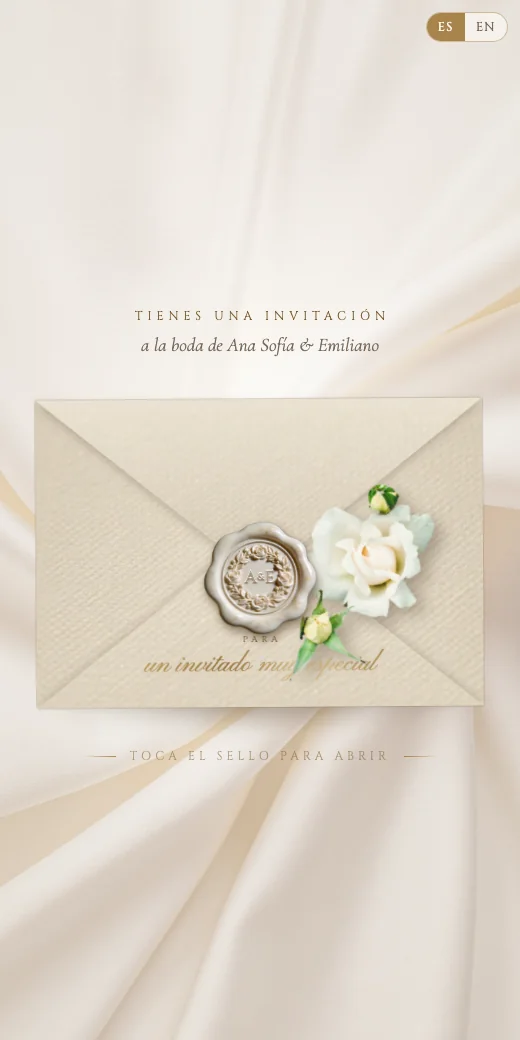 ES EN
TIENES UNA INVITACIÓN
a la boda de Ana Sofía & Emiliano
A&E
PARA
un invitado muy especial
TOCA EL SELLO PARA ABRIR